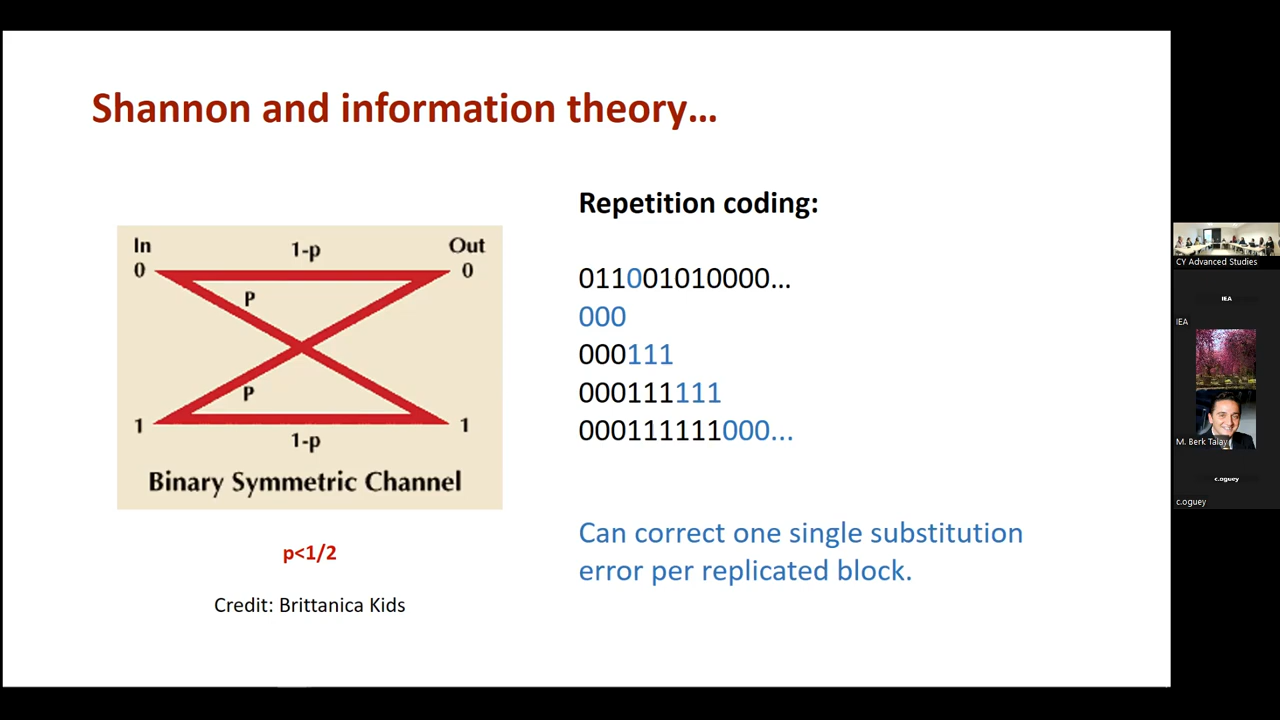 Shannon and information theory…
In
0
1-p
Out
0
P
P
1
1-p
1
Binary Symmetric Channel
p<1/2
Credit: Brittanica Kids
Repetition coding:
011001010000...
000
000111
000111111
000111111000...
Can correct one single substitution
error per replicated block.
CY Advanced Studies
IEA
IEA
M. Berk Talay
c.oguey
c.oguey